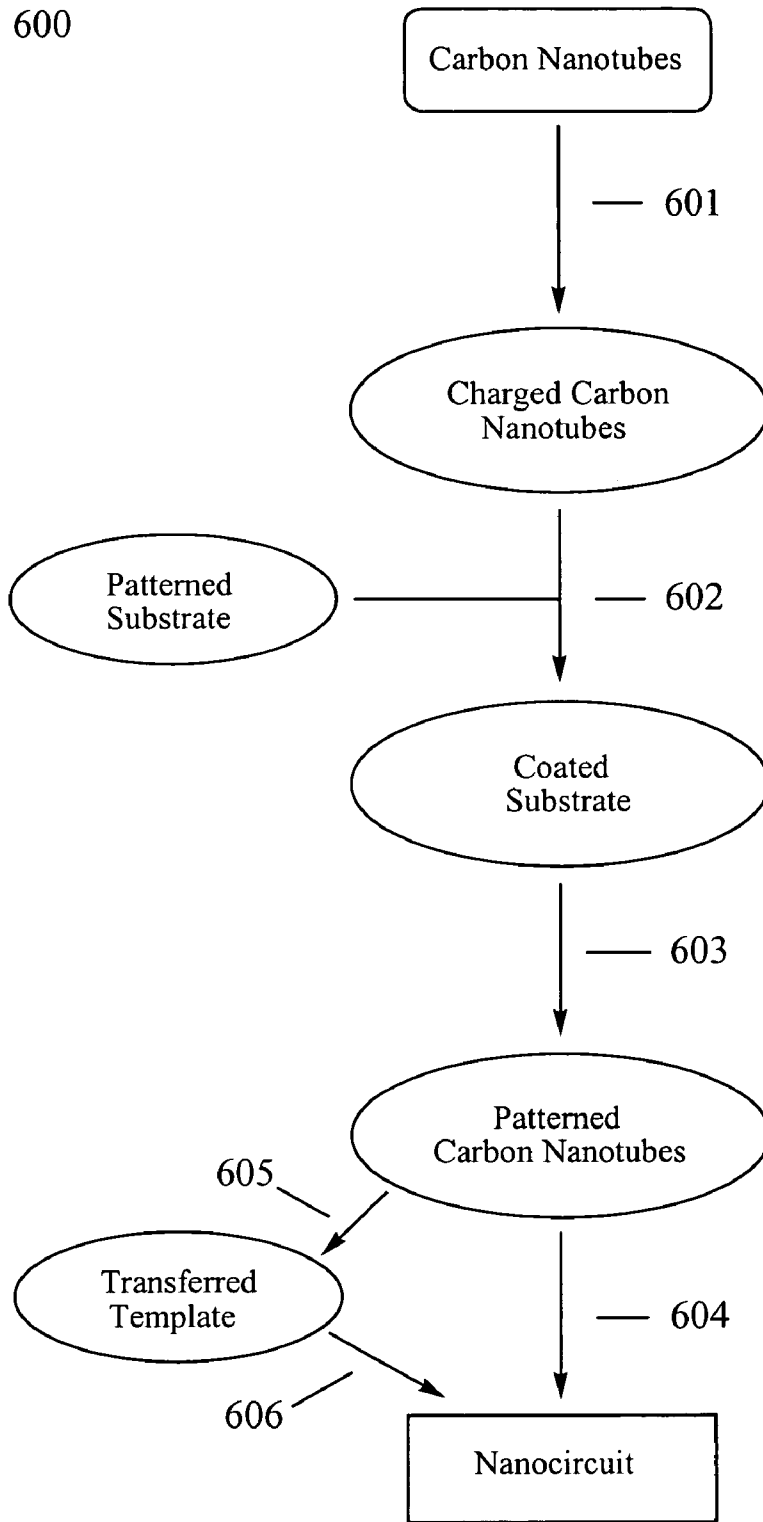 600
Carbon Nanotubes
601
Charged Carbon
Nanotubes
Patterned
Substrate
602
Coated
Substrate
603
Patterned
Carbon Nanotubes
605
Transferred
Template
604
606
Nanocircuit